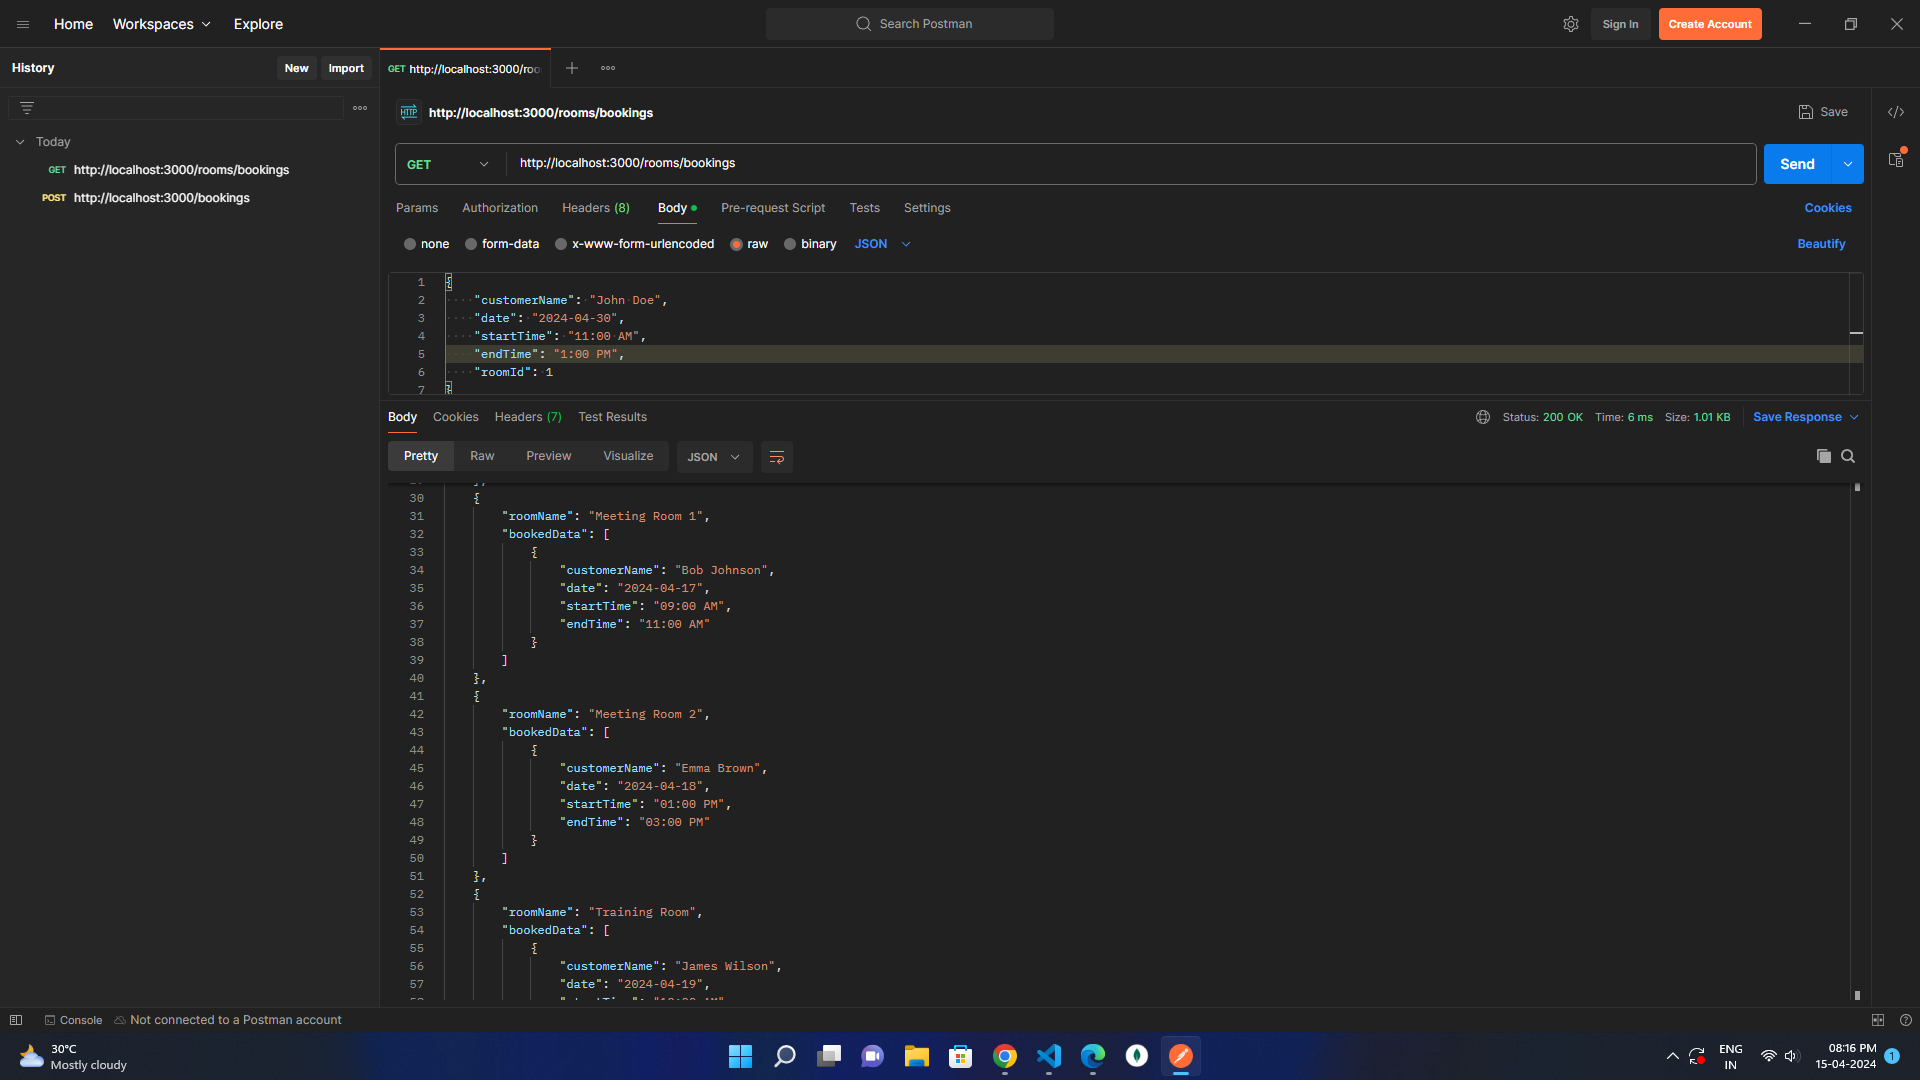 Home
Workspaces
Explore
Search Postman
Sign In
Create Account
History
New
Import
GET http://localhost:3000/roo
http://localhost:3000/rooms/bookings
Save
Today
GET http://localhost:3000/rooms/bookings
POST http://localhost:3000/bookings
GET
http://localhost:3000/rooms/bookings
Send
Params
Authorization
Headers (8)
Body
Pre-request Script
Tests
Settings
Cookies
none
form-data
x-www-form-urlencoded
raw
binary
JSON
Beautify
1 {
2 "customerName": "John Doe",
3 "date": "2024-04-30",
4 "startTime": "11:00 AM",
5 "endTime": "1:00 PM",
6 "roomId": 1
7 }
Body
Cookies
Headers (7)
Test Results
Status: 200 OK
Time: 6 ms
Size: 1.01 KB
Save Response
Pretty
Raw
Preview
Visualize
JSON
30 {
31 "roomName": "Meeting Room 1",
32 "bookedData": [
33 {
34 "customerName": "Bob Johnson",
35 "date": "2024-04-17",
36 "startTime": "09:00 AM",
37 "endTime": "11:00 AM"
38 }
39 ]
40 },
41 {
42 "roomName": "Meeting Room 2",
43 "bookedData": [
44 {
45 "customerName": "Emma Brown",
46 "date": "2024-04-18",
47 "startTime": "01:00 PM",
48 "endTime": "03:00 PM"
49 }
50 ]
51 },
52 {
53 "roomName": "Training Room",
54 "bookedData": [
55 {
56 "customerName": "James Wilson",
57 "date": "2024-04-19",
Console
Not connected to a Postman account
30°C
Mostly cloudy
ENG
IN
08:16 PM
15-04-2024
1